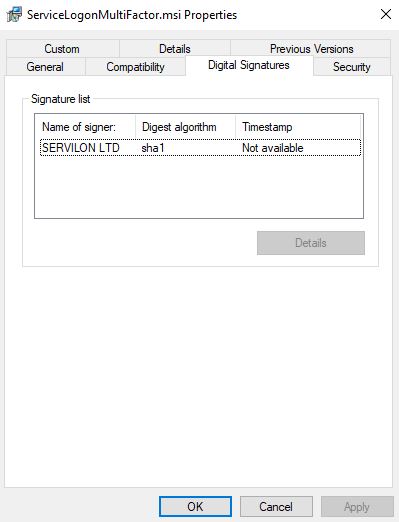 ServiceLogonMultiFactor.msi Properties
Custom Details Previous Versions
General Compatibility Digital Signatures Security
Signature list
Name of signer: Digest algorithm Timestamp
SERVILON LTD sha1 Not available
Details
OK Cancel Apply